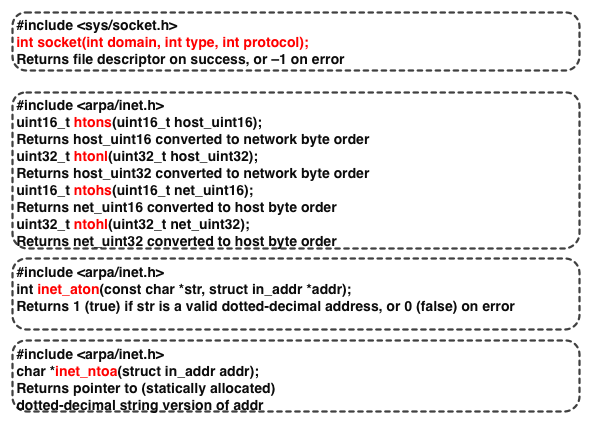 #include <sys/socket.h>
int socket(int domain, int type, int protocol);
Returns file descriptor on success, or –1 on error
#include <arpa/inet.h>
uint16_t htons(uint16_t host_uint16);
Returns host_uint16 converted to network byte order
uint32_t htonl(uint32_t host_uint32);
Returns host_uint32 converted to network byte order
uint16_t ntohs(uint16_t net_uint16);
Returns net_uint16 converted to host byte order
uint32_t ntohl(uint32_t net_uint32);
Returns net_uint32 converted to host byte order
#include <arpa/inet.h>
int inet_aton(const char *str, struct in_addr *addr);
Returns 1 (true) if str is a valid dotted-decimal address, or 0 (false) on error
#include <arpa/inet.h>
char *inet_ntoa(struct in_addr addr);
Returns pointer to (statically allocated)
dotted-decimal string version of addr